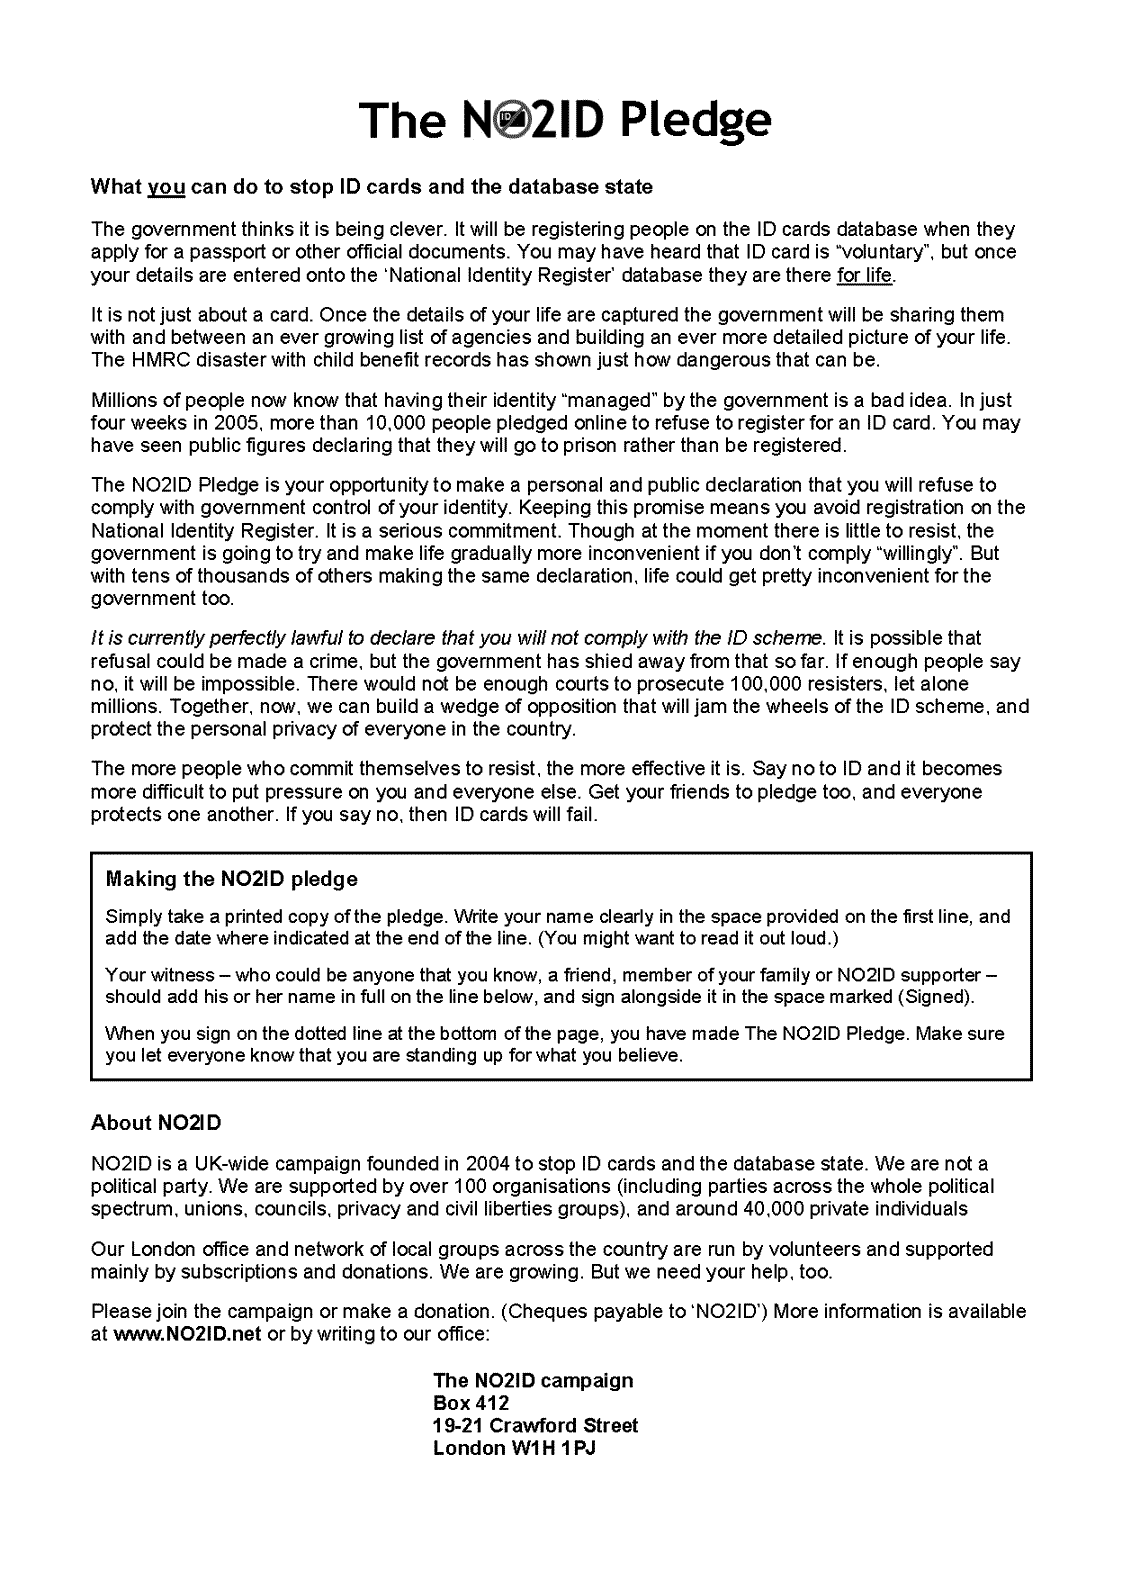 The NO2ID Pledge
What you can do to stop ID cards and the database state
The government thinks it is being clever. It will be registering people on the ID cards database when they
apply for a passport or other official documents. You may have heard that ID card is “voluntary”, but once
your details are entered onto the ‘National Identity Register’ database they are there for life.
It is not just about a card. Once the details of your life are captured the government will be sharing them
with and between an ever growing list of agencies and building an ever more detailed picture of your life.
The HMRC disaster with child benefit records has shown just how dangerous that can be.
Millions of people now know that having their identity “managed” by the government is a bad idea. In just
four weeks in 2005, more than 10,000 people pledged online to refuse to register for an ID card. You may
have seen public figures declaring that they will go to prison rather than be registered.
The NO2ID Pledge is your opportunity to make a personal and public declaration that you will refuse to
comply with government control of your identity. Keeping this promise means you avoid registration on the
National Identity Register. It is a serious commitment. Though at the moment there is little to resist, the
government is going to try and make life gradually more inconvenient if you don’t comply “willingly”. But
with tens of thousands of others making the same declaration, life could get pretty inconvenient for the
government too.
It is currently perfectly lawful to declare that you will not comply with the ID scheme. It is possible that
refusal could be made a crime, but the government has shied away from that so far. If enough people say
no, it will be impossible. There would not be enough courts to prosecute 100,000 resisters, let alone
millions. Together, now, we can build a wedge of opposition that will jam the wheels of the ID scheme, and
protect the personal privacy of everyone in the country.
The more people who commit themselves to resist, the more effective it is. Say no to ID and it becomes
more difficult to put pressure on you and everyone else. Get your friends to pledge too, and everyone
protects one another. If you say no, then ID cards will fail.
Making the NO2ID pledge
Simply take a printed copy of the pledge. Write your name clearly in the space provided on the first line, and
add the date where indicated at the end of the line. (You might want to read it out loud.)
Your witness – who could be anyone that you know, a friend, member of your family or NO2ID supporter –
should add his or her name in full on the line below, and sign alongside it in the space marked (Signed).
When you sign on the dotted line at the bottom of the page, you have made The NO2ID Pledge. Make sure
you let everyone know that you are standing up for what you believe.
About NO2ID
NO2ID is a UK-wide campaign founded in 2004 to stop ID cards and the database state. We are not a
political party. We are supported by over 100 organisations (including parties across the whole political
spectrum, unions, councils, privacy and civil liberties groups), and around 40,000 private individuals
Our London office and network of local groups across the country are run by volunteers and supported
mainly by subscriptions and donations. We are growing. But we need your help, too.
Please join the campaign or make a donation. (Cheques payable to ‘NO2ID’) More information is available
at www.NO2ID.net or by writing to our office:
The NO2ID campaign
Box 412
19-21 Crawford Street
London W1H 1PJ